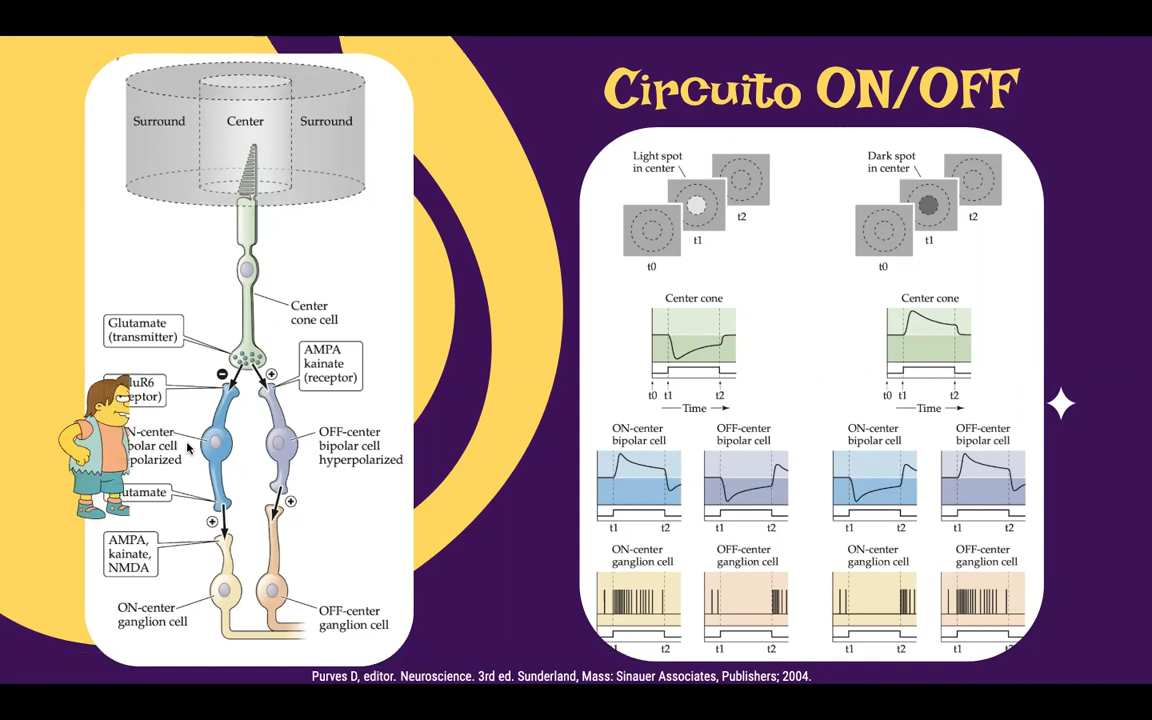 Circuito ON/OFF
Surround
Center
Surround
Center
cone cell
Glutamate
(transmitter)
AMPA
kainate
(receptor)
OFF-center
bipolar cell
hyperpolarized
AMPA,
kainate,
NMDA
ON-center
ganglion cell
OFF-center
ganglion cell
Light spot
in center
t2
t1
t0
Dark spot
in center
t2
t1
t0
Center cone
t0 t1 t2
Time
Center cone
t0 t1 t2
Time
ON-center
bipolar cell
OFF-center
bipolar cell
ON-center
bipolar cell
OFF-center
bipolar cell
t1 t2
t1 t2
t1 t2
t1 t2
ON-center
ganglion cell
OFF-center
ganglion cell
ON-center
ganglion cell
OFF-center
ganglion cell
t2
t1 t2
t1 t2
t1
Purves D, editor. Neuroscience. 3rd ed. Sunderland, Mass: Sinauer Associates, Publishers; 2004.